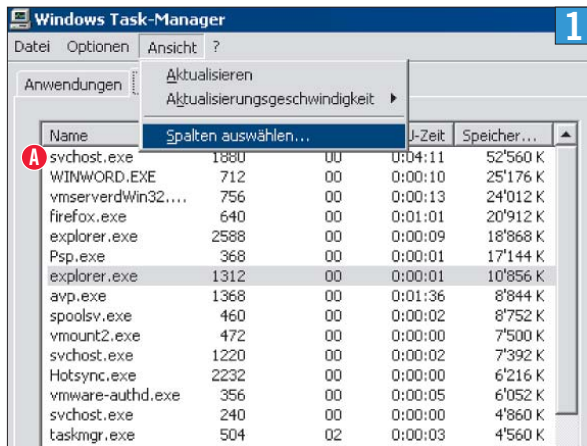 Windows Task-Manager
1
Datei Optionen Ansicht ?
Aktualisieren
Anwendungen
Aktualisierungsgeschwindigkeit
Spalten auswählen...
Name U-Zeit Speicher...
A svchost.exe 1880 00 0:04:11 52'560 K
WINWORD.EXE 712 00 0:00:10 25'176 K
vmserverdWin32.... 756 00 0:00:13 24'012 K
firefox.exe 640 00 0:01:01 20'912 K
explorer.exe 2588 00 0:00:09 18'868 K
Psp.exe 368 00 0:00:01 17'144 K
explorer.exe 1312 00 0:00:01 10'856 K
avp.exe 1368 00 0:01:36 8'844 K
spoolsv.exe 460 00 0:00:02 8'752 K
vmount2.exe 472 00 0:00:00 7'500 K
svchost.exe 1220 00 0:00:02 7'392 K
Hotsync.exe 2232 00 0:00:00 6'216 K
vmware-authd.exe 356 00 0:00:05 6'052 K
svchost.exe 240 00 0:00:00 4'860 K
taskmgr.exe 504 02 0:00:03 4'560 K